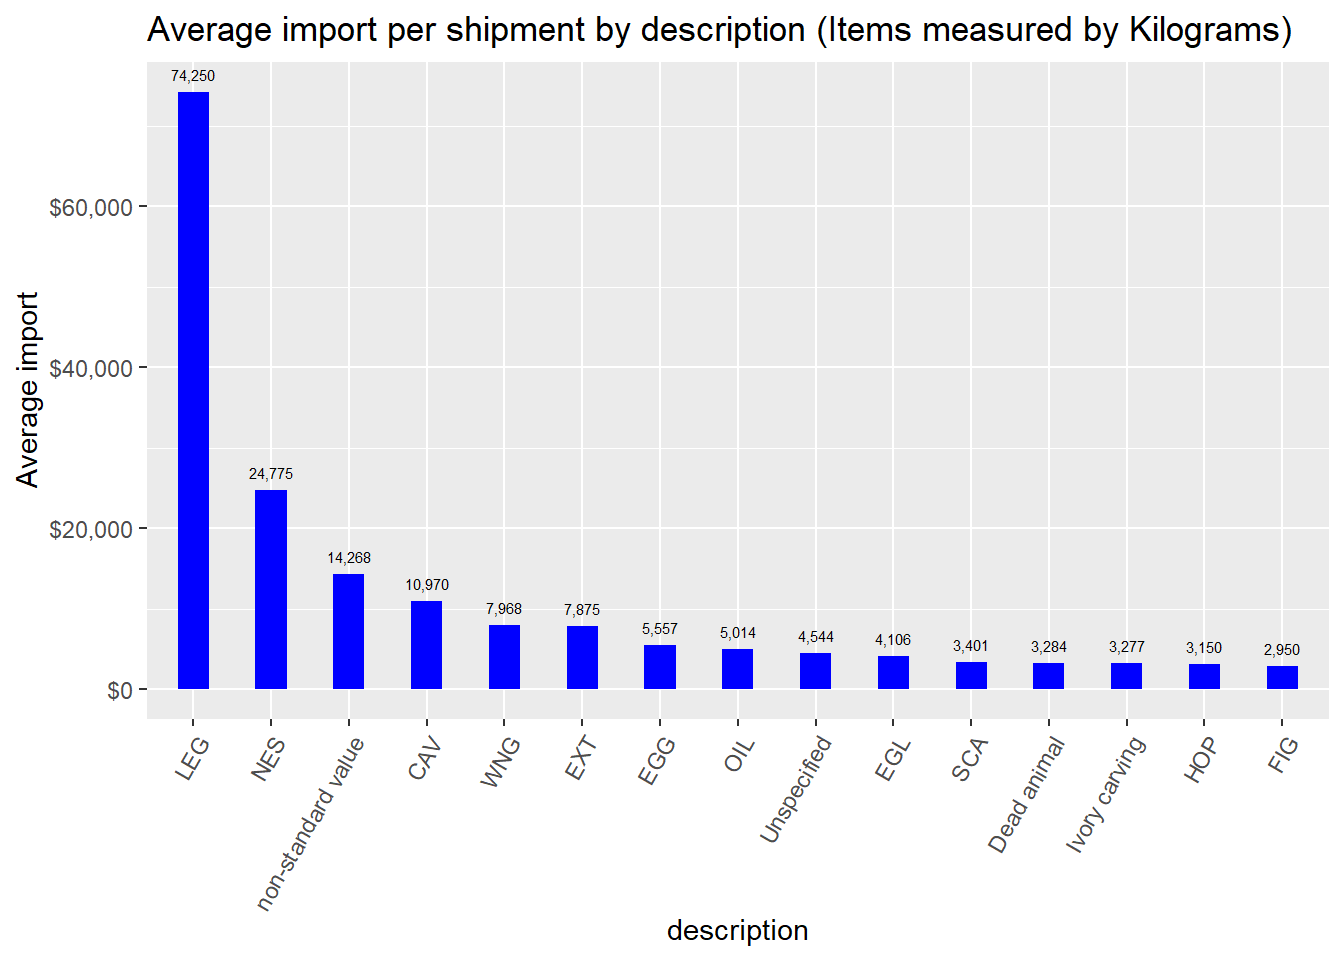 Average import per shipment by description (Items measured by Kilograms)
74,250
24,775
14,268
10,970
7,968
7,875
5,557
5,014
4,544
4,106
3,401
3,284
3,277
3,150
2,950
Average import
$60,000
$40,000
$20,000
$0
LEG
NES
non-standard value
CAV
WNG
EXT
EGG
OIL
Unspecified
EGL
SCA
Dead animal
Ivory carving
HOP
FIG
description